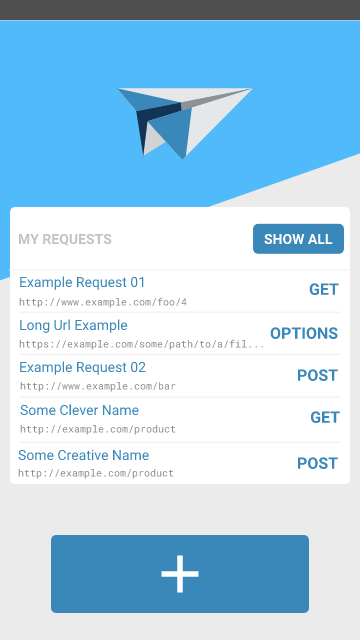 MY REQUESTS
SHOW ALL
Example Request 01
GET
http://www.example.com/foo/4
Long Url Example
OPTIONS
https://example.com/some/path/to/a/fil...
Example Request 02
POST
http://www.example.com/bar
Some Clever Name
GET
http://example.com/product
Some Creative Name
POST
http://example.com/product